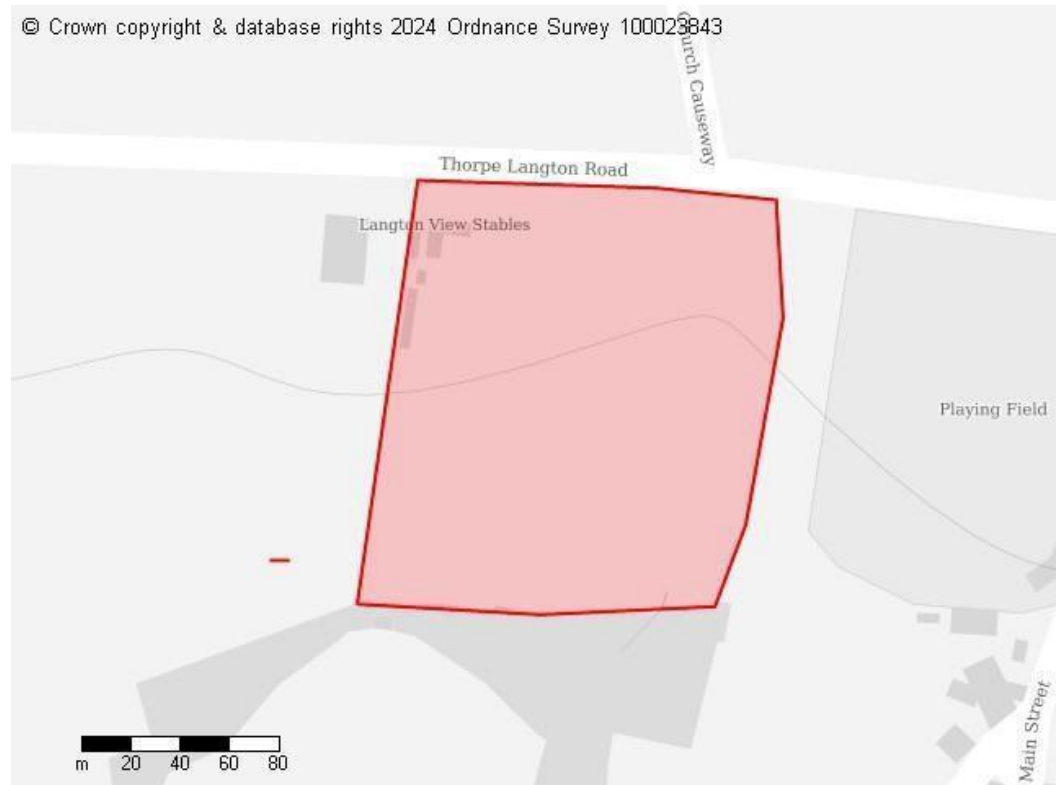 © Crown copyright & database rights 2024 Ordnance Survey 100023843
Church Causeway
Thorpe Langton Road
Langton View Stables
Playing Field
Main Street
m 20 40 60 80